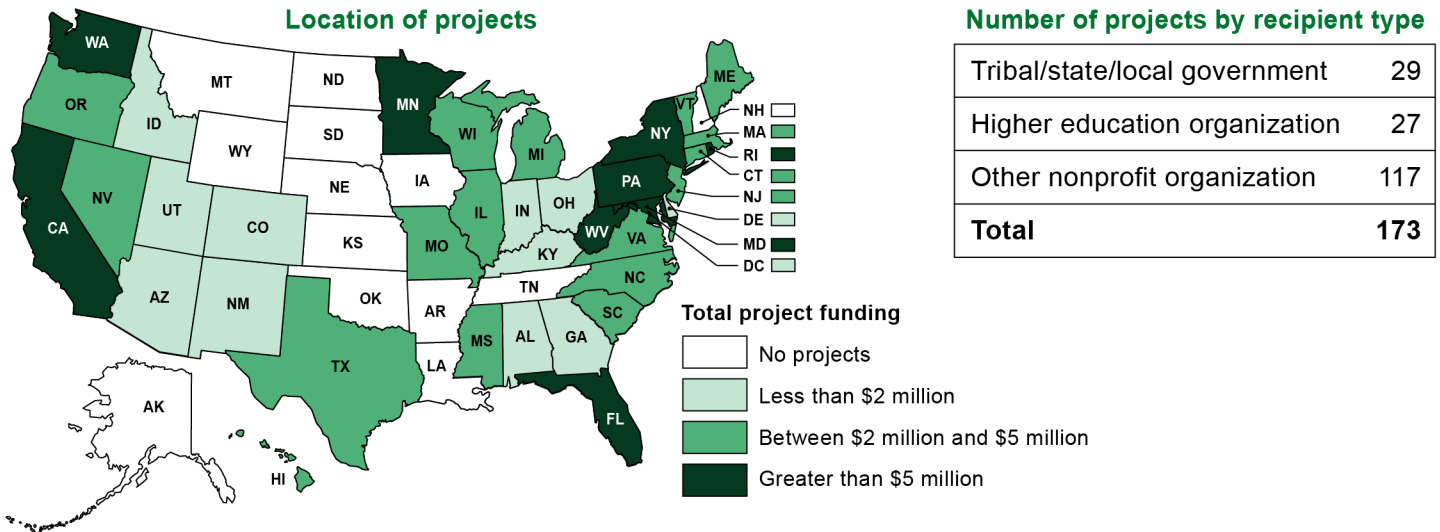 Location of projects
WA
MT
ND
MN
OR
ID
SD
WI
MI
NY
VT
ME
WY
NE
IA
PA
NV
UT
CO
IL
IN
OH
CA
KS
MO
WV
VA
KY
AZ
NM
OK
AR
TN
NC
SC
TX
LA
MS
AL
GA
FL
AK
HI
NH
MA
RI
CT
NJ
DE
MD
DC
Total project funding
No projects
Less than $2 million
Between $2 million and $5 million
Greater than $5 million
Number of projects by recipient type
Tribal/state/local government 29
Higher education organization 27
Other nonprofit organization 117
Total 173